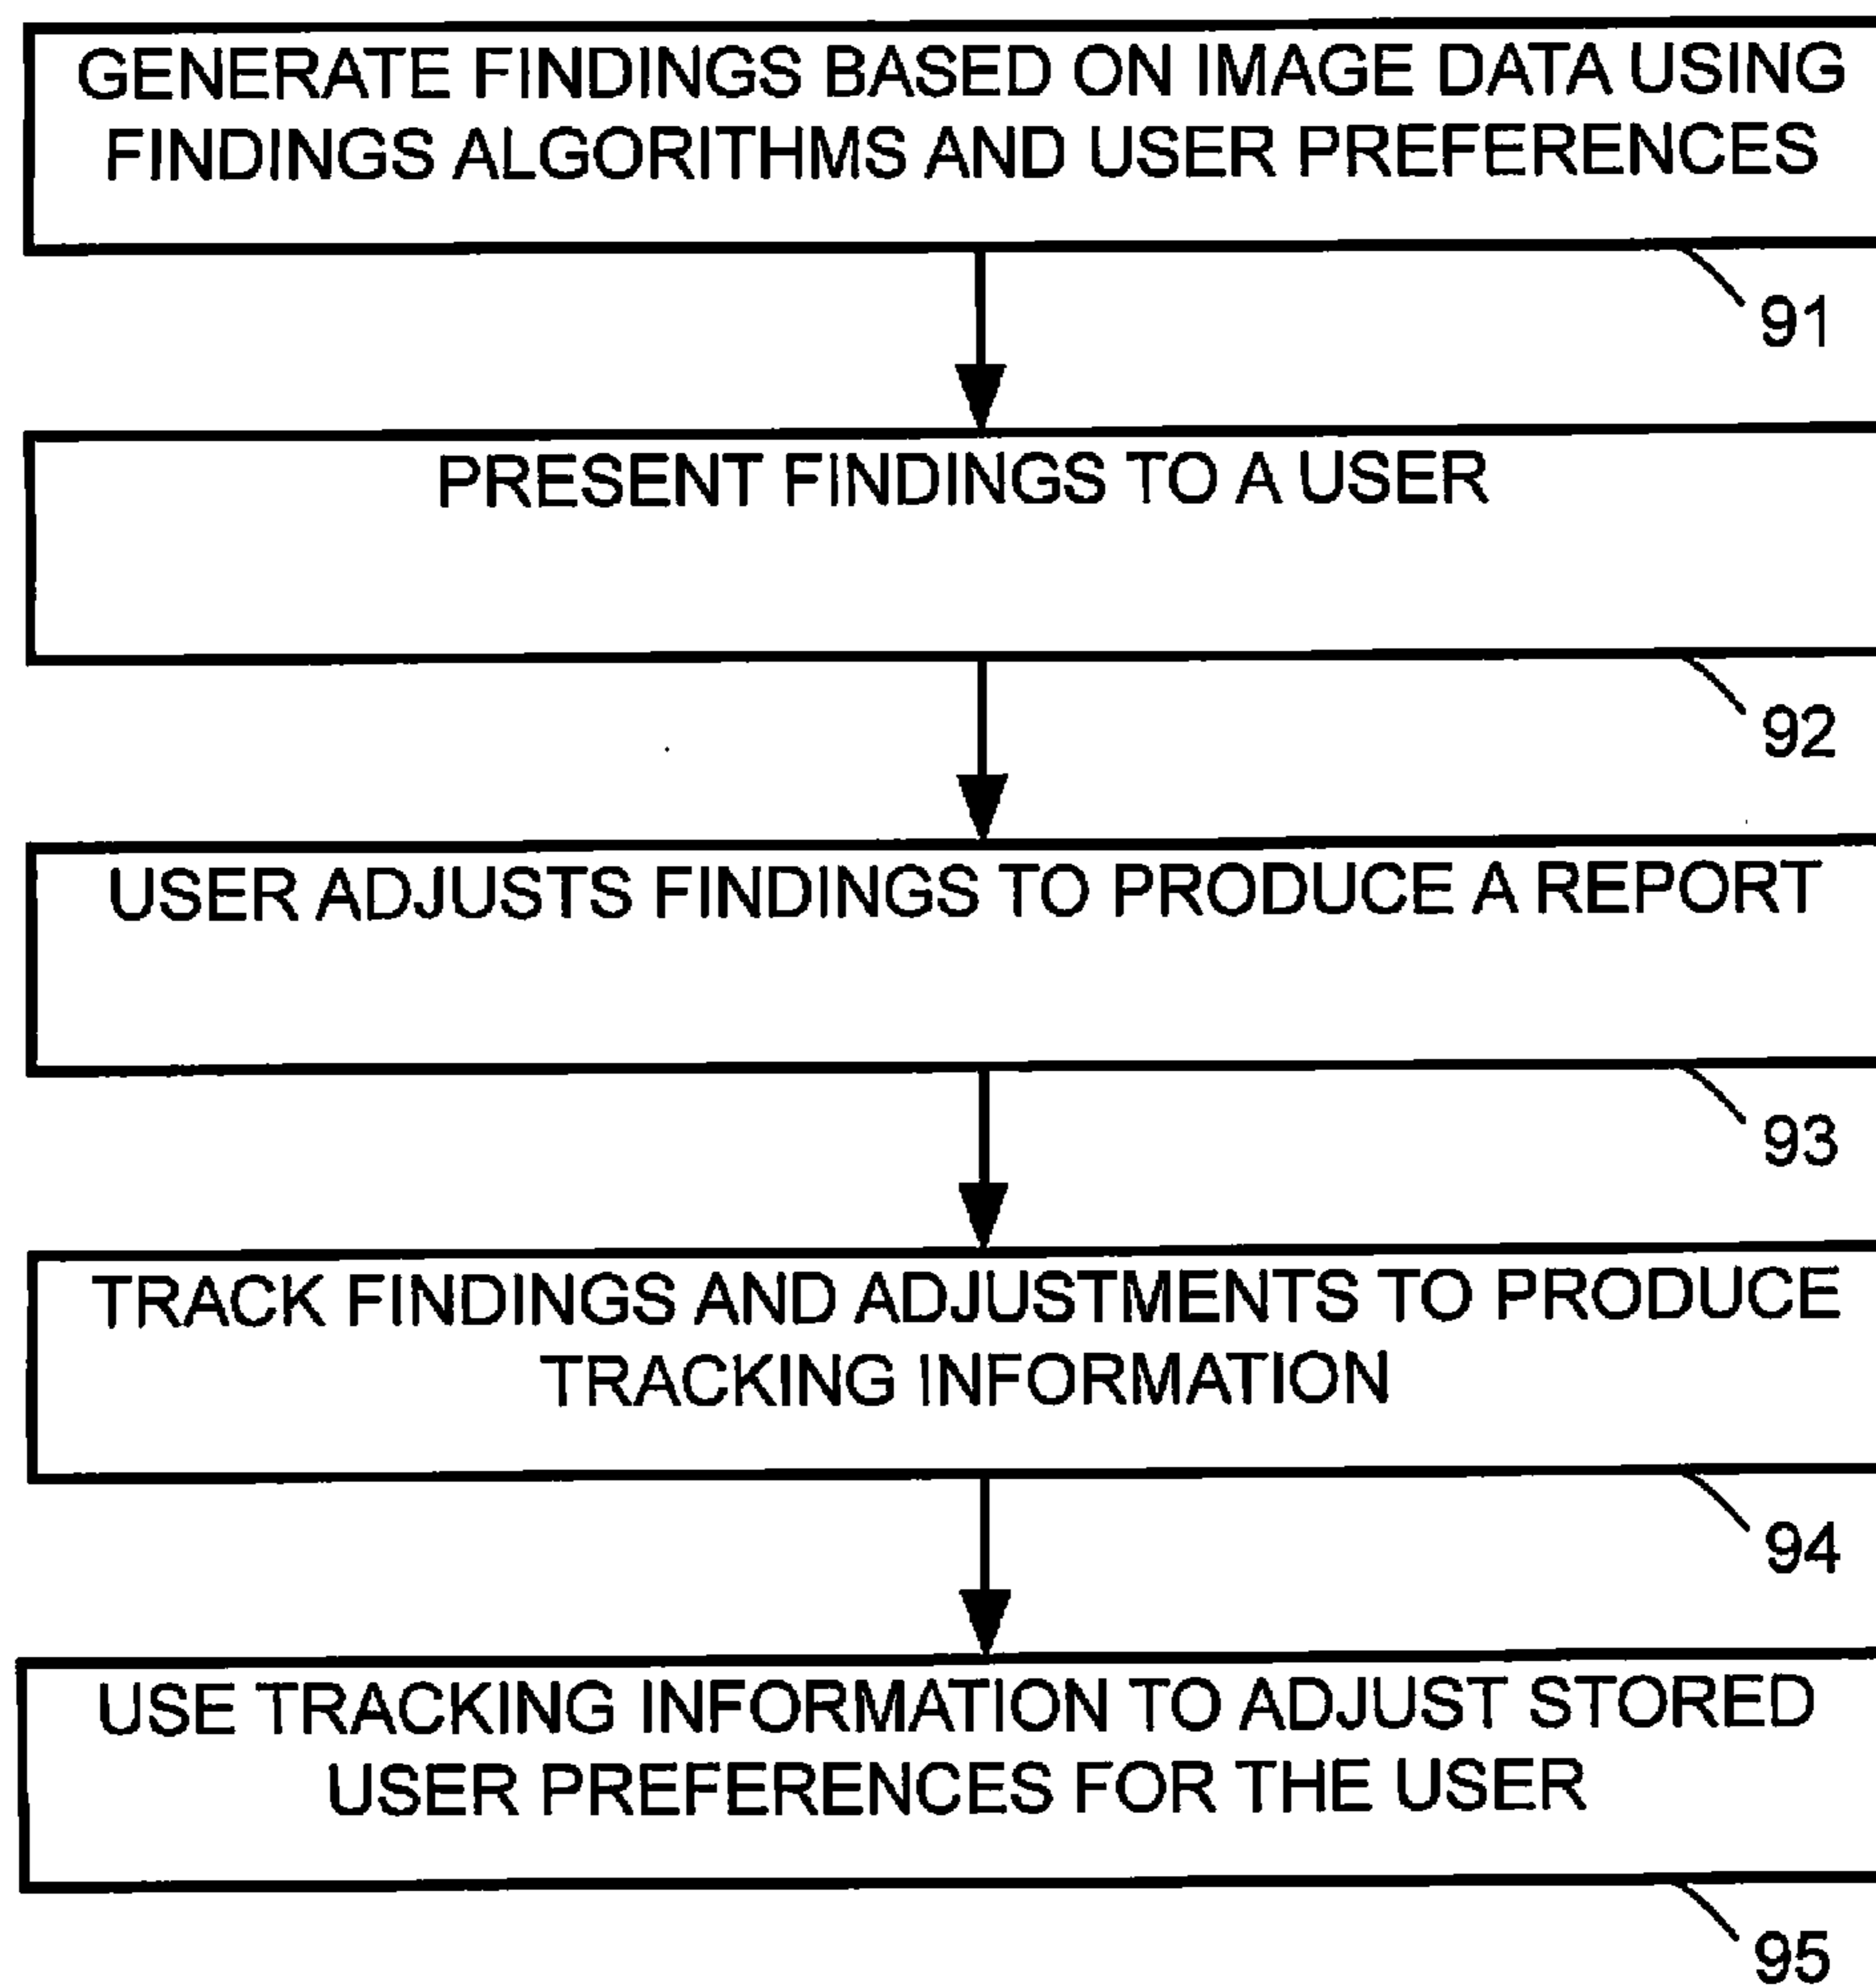 GENERATE FINDINGS BASED ON IMAGE DATA USING
FINDINGS ALGORITHMS AND USER PREFERENCES
91
PRESENT FINDINGS TO A USER
92
USER ADJUSTS FINDINGS TO PRODUCE A REPORT
93
TRACK FINDINGS AND ADJUSTMENTS TO PRODUCE
TRACKING INFORMATION
94
USE TRACKING INFORMATION TO ADJUST STORED
USER PREFERENCES FOR THE USER
95